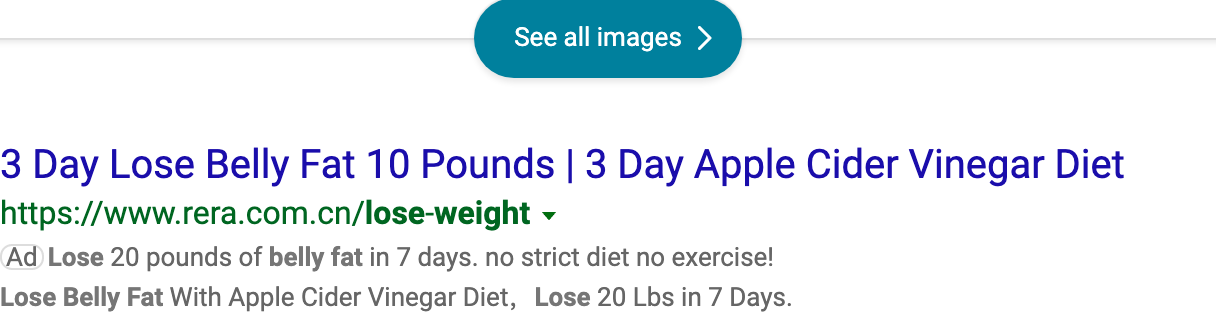 See all images
3 Day Lose Belly Fat 10 Pounds | 3 Day Apple Cider Vinegar Diet
https://www.rera.com.cn/lose-weight
Ad Lose 20 pounds of belly fat in 7 days. no strict diet no exercise!
Lose Belly Fat With Apple Cider Vinegar Diet，Lose 20 Lbs in 7 Days.